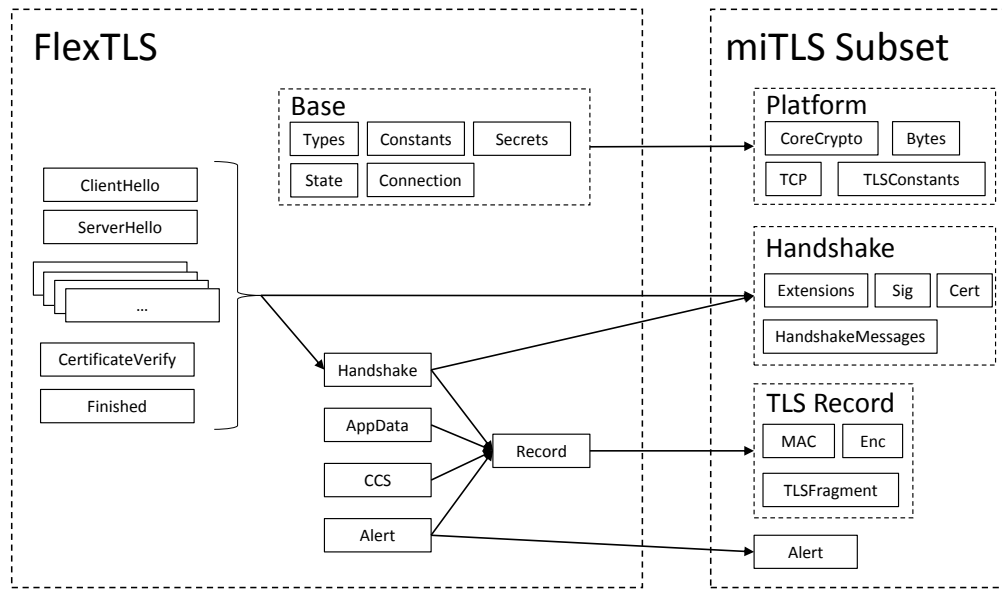 FlexTLS
Base
Types
Constants
Secrets
State
Connection
ClientHello
ServerHello
...
CertificateVerify
Finished
Handshake
AppData
CCS
Alert
Record
miTLS Subset
Platform
CoreCrypto
Bytes
TCP
TLSConstants
Handshake
Extensions
Sig
Cert
HandshakeMessages
TLS Record
MAC
Enc
TLSFragment
Alert